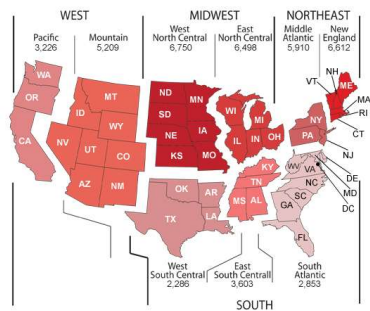 WEST
MIDWEST
NORTHEAST
Pacific
3,226
Mountain
5,209
West
North Central
6,750
East
North Central
6,498
Middle
Atlantic
5,910
New
England
6,612
WA
OR
CA
NV
ID
MT
WY
UT
CO
AZ
NM
ND
SD
NE
KS
MN
IA
MO
WI
MI
IL
IN
OH
NH
VT
ME
MA
RI
CT
NY
PA
NJ
DE
MD
DC
WV
VA
NC
SC
GA
FL
KY
TN
MS
AL
OK
AR
TX
LA
West
South Central
2,286
East
South Centrall
3,603
South
Atlantic
2,853
SOUTH